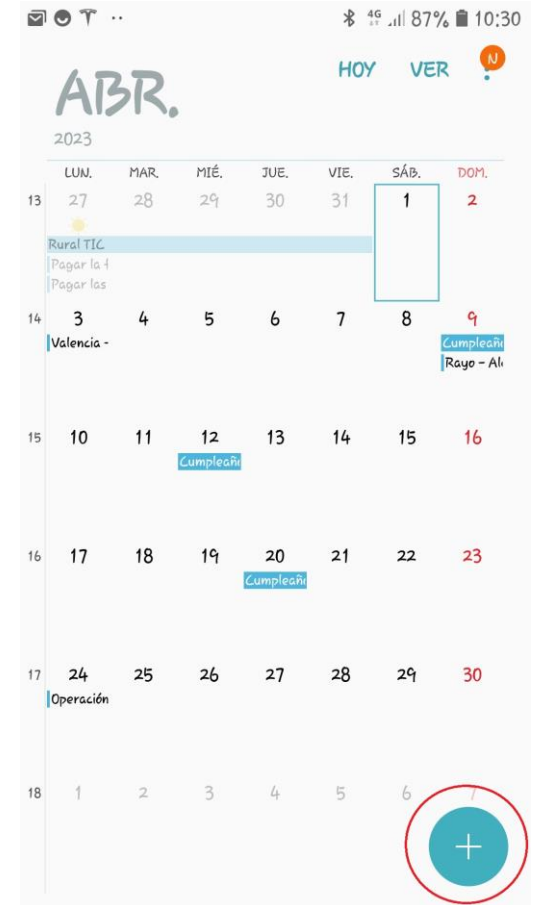 4G 87% 10:30
ABR.
HOY VER N
2023
LUN. MAR. MIÉ. JUE. VIE. SÁB. DOM.
13 27 28 29 30 31 1 2
Rural TIC
Pagar la
Pagar las
14 3 4 5 6 7 8 9
Valencia - Cumpleañ
Rayo - Al
15 10 11 12 13 14 15 16
Cumpleañ
16 17 18 19 20 21 22 23
Cumpleañ
17 24 25 26 27 28 29 30
Operación
18 1 2 3 4 5 6 7
+